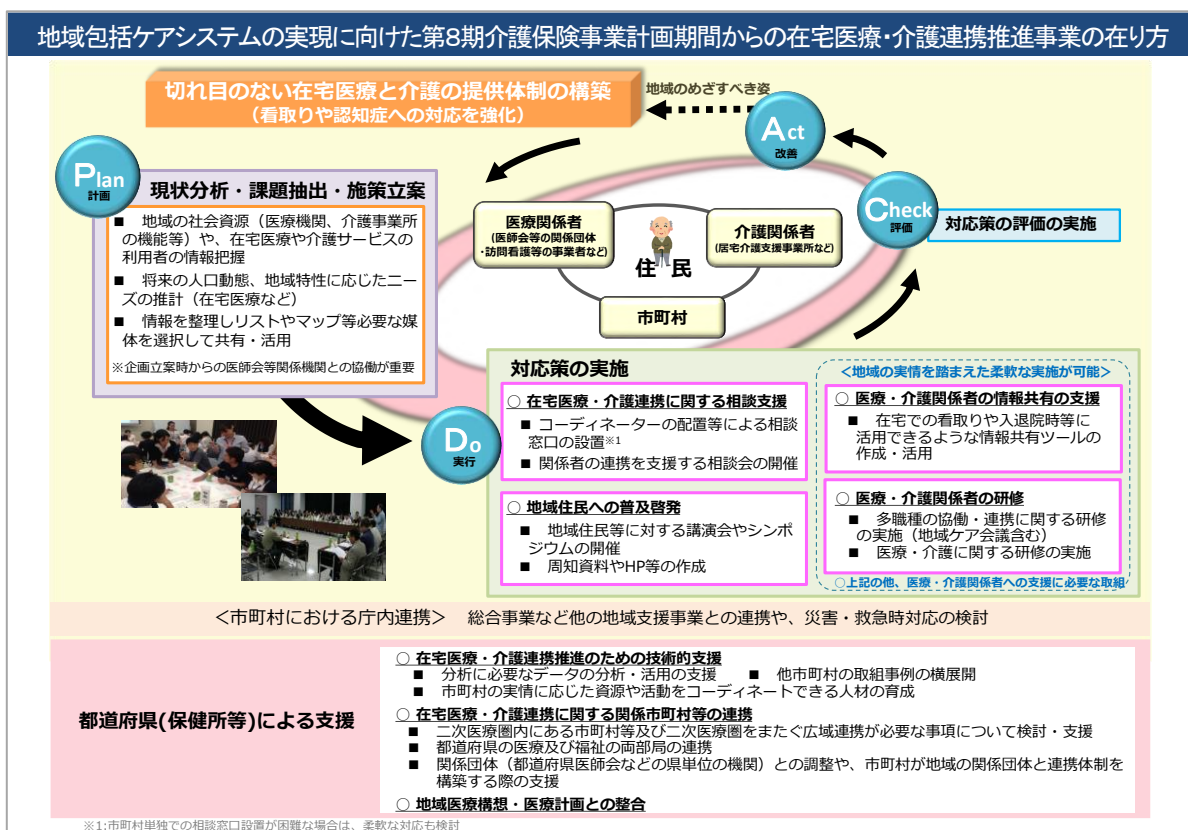 地域包括ケアシステムの実現に向けた第8期介護保険事業計画期間からの在宅医療・介護連携推進事業の在り方
切れ目のない在宅医療と介護の提供体制の構築
（看取りや認知症への対応を強化）
地域のめざすべき姿
Act
改善
Plan
計画
現状分析・課題抽出・施策立案
■ 地域の社会資源（医療機関、介護事業所
の機能等）や、在宅医療や介護サービスの
利用者の情報把握
■ 将来の人口動態、地域特性に応じたニー
ズの推計（在宅医療など）
■ 情報を整理しリストやマップ等必要な媒
体を選択して共有・活用
※企画立案時からの医師会等関係機関との協働が重要
医療関係者
(医師会等の関係団体
・訪問看護等の事業者など)
介護関係者
(居宅介護支援事業所など)
住民
市町村
Check
評価
対応策の評価の実施
Do
実行
対応策の実施
○ 在宅医療・介護連携に関する相談支援
■ コーディネーターの配置等による相談
窓口の設置※1
■ 関係者の連携を支援する相談会の開催
○ 地域住民への普及啓発
■ 地域住民等に対する講演会やシンポ
ジウムの開催
■ 周知資料やHP等の作成
＜地域の実情を踏まえた柔軟な実施が可能＞
○ 医療・介護関係者の情報共有の支援
■ 在宅での看取りや入退院時等に
活用できるような情報共有ツールの
作成・活用
○ 医療・介護関係者の研修
■ 多職種の協働・連携に関する研修
の実施（地域ケア会議含む）
■ 医療・介護に関する研修の実施
○上記の他、医療・介護関係者への支援に必要な取組
＜市町村における庁内連携＞ 総合事業など他の地域支援事業との連携や、災害・救急時対応の検討
都道府県(保健所等)による支援
○ 在宅医療・介護連携推進のための技術的支援
■ 分析に必要なデータの分析・活用の支援 ■ 他市町村の取組事例の横展開
■ 市町村の実情に応じた資源や活動をコーディネートできる人材の育成
○ 在宅医療・介護連携に関する関係市町村等の連携
■ 二次医療圏内にある市町村等及び二次医療圏をまたぐ広域連携が必要な事項について検討・支援
■ 都道府県の医療及び福祉の両部局の連携
■ 関係団体（都道府県医師会などの県単位の機関）との調整や、市町村が地域の関係団体と連携体制を
構築する際の支援
○ 地域医療構想・医療計画との整合
※1:市町村単独での相談窓口設置が困難な場合は、柔軟な対応も検討